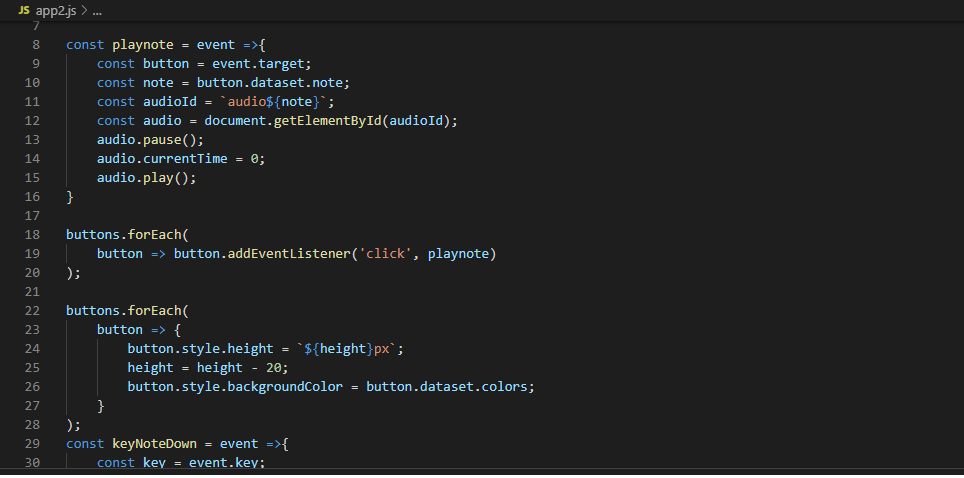 JS app2.js > ...
7
8 const playnote = event =>{
9     const button = event.target;
10     const note = button.dataset.note;
11     const audioId = `audio${note}`;
12     const audio = document.getElementById(audioId);
13     audio.pause();
14     audio.currentTime = 0;
15     audio.play();
16 }
17
18 buttons.forEach(
19     button => button.addEventListener('click', playnote)
20 );
21
22 buttons.forEach(
23     button => {
24         button.style.height = `${height}px`;
25         height = height - 20;
26         button.style.backgroundColor = button.dataset.colors;
27     }
28 );
29 const keyNoteDown = event =>{
30     const key = event.key;